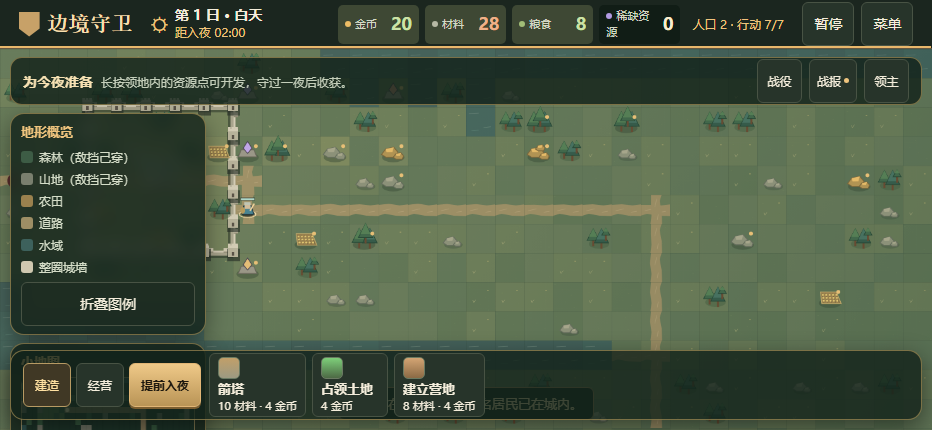 边境守卫
第 1 日 · 白天
距入夜 02:00
金币 20
材料 28
粮食 8
稀缺资源 0
人口 2 · 行动 7/7
暂停
菜单
为今夜准备 长按领地内的资源点可开发，守过一夜后收获。
战役
战报
领主
地形概览
森林（敌挡己穿）
山地（敌挡己穿）
农田
道路
水域
整圈城墙
折叠图例
小地图
建造
经营
提前入夜
箭塔
10 材料 · 4 金币
占领土地
4 金币
建立营地
8 材料 · 4 金币
名居民已在城内。